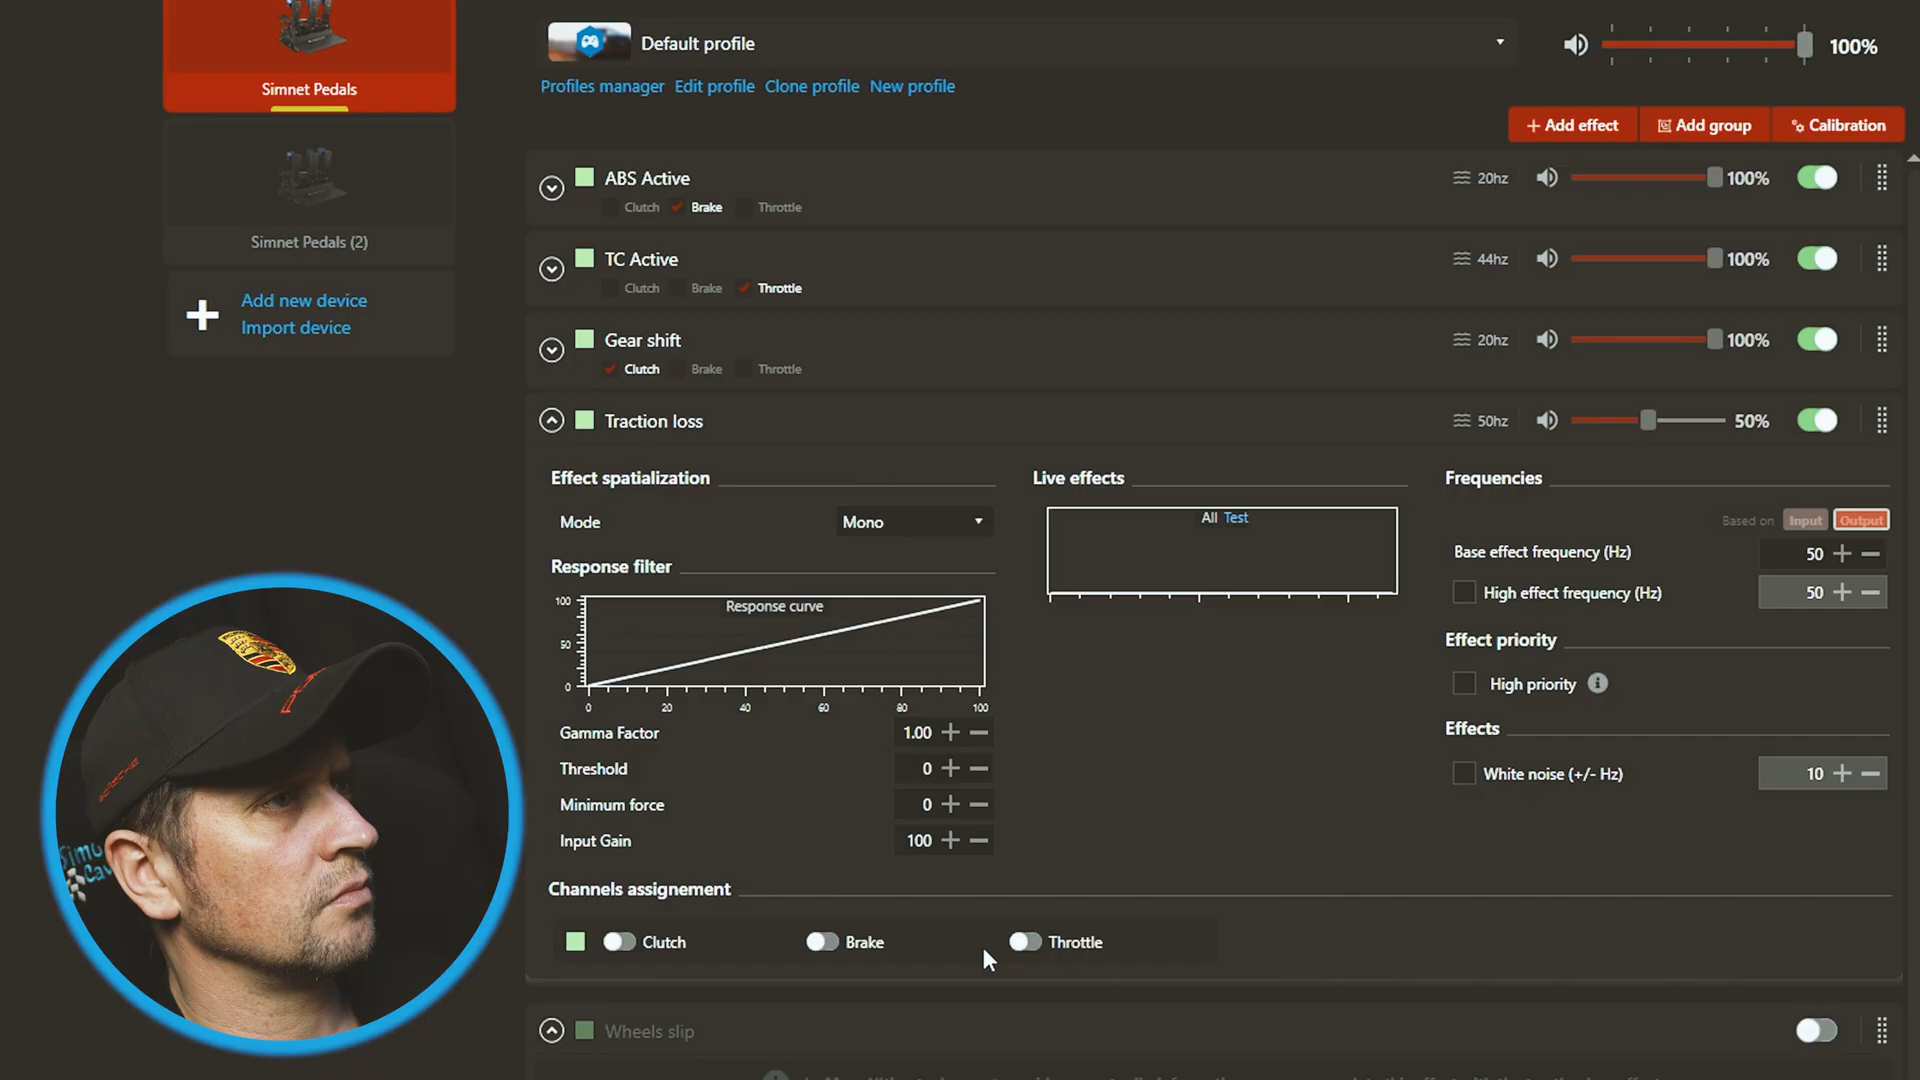 Simnet Pedals
Simnet Pedals (2)
Add new device
Import device
Default profile
100%
Profiles manager Edit profile Clone profile New profile
Add effect Add group Calibration
ABS Active
Clutch Brake Throttle
20hz 100%
TC Active
Clutch Brake Throttle
44hz 100%
Gear shift
Clutch Brake Throttle
20hz 100%
Traction loss
50hz 50%
Effect spatialization
Mode Mono
Response filter
Response curve
100
50
0
0 20 40 60 80 100
Gamma Factor 1.00
Threshold 0
Minimum force 0
Input Gain 100
Live effects
All Test
Frequencies
Based on Input Output
Base effect frequency (Hz) 50
High effect frequency (Hz) 50
Effect priority
High priority
Effects
White noise (+/- Hz) 10
Channels assignement
Clutch Brake Throttle
Wheels slip
PORSCHE